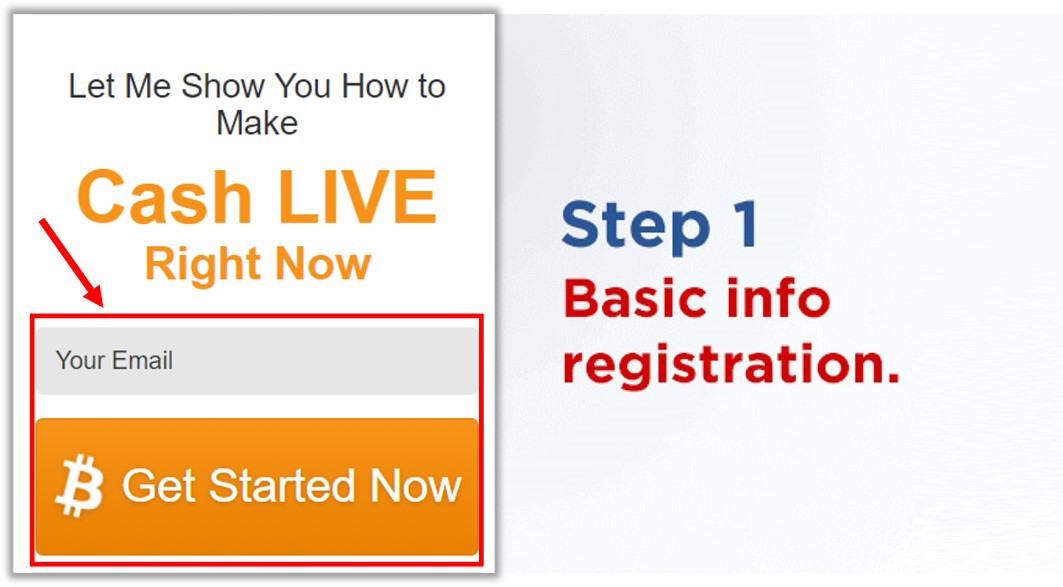 Let Me Show You How to
Make
Cash LIVE
Right Now
Your Email
Get Started Now
Step 1
Basic info
registration.